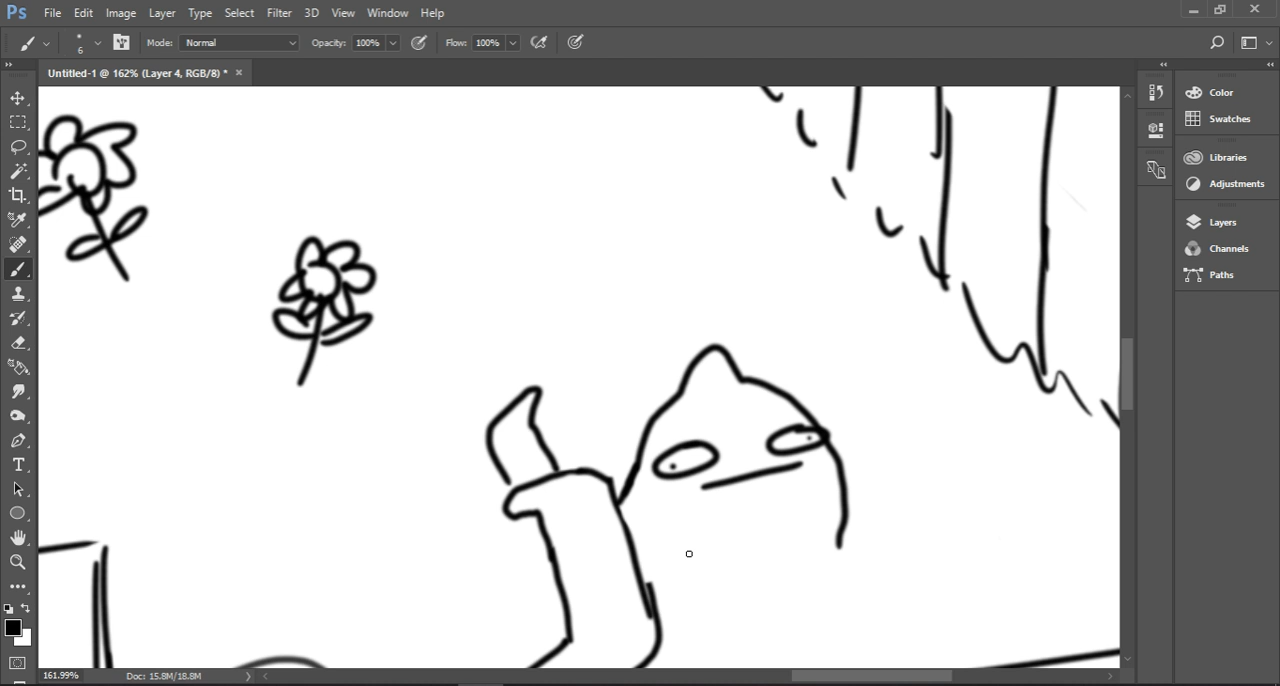 Ps File Edit Image Layer Type Select Filter 3D View Window Help
6 Mode: Normal Opacity: 100% Flow: 100%
Untitled-1 @ 162% (Layer 4, RGB/8) * ×
Color
Swatches
Libraries
Adjustments
Layers
Channels
Paths
161.99% Doc: 15.8M/18.8M